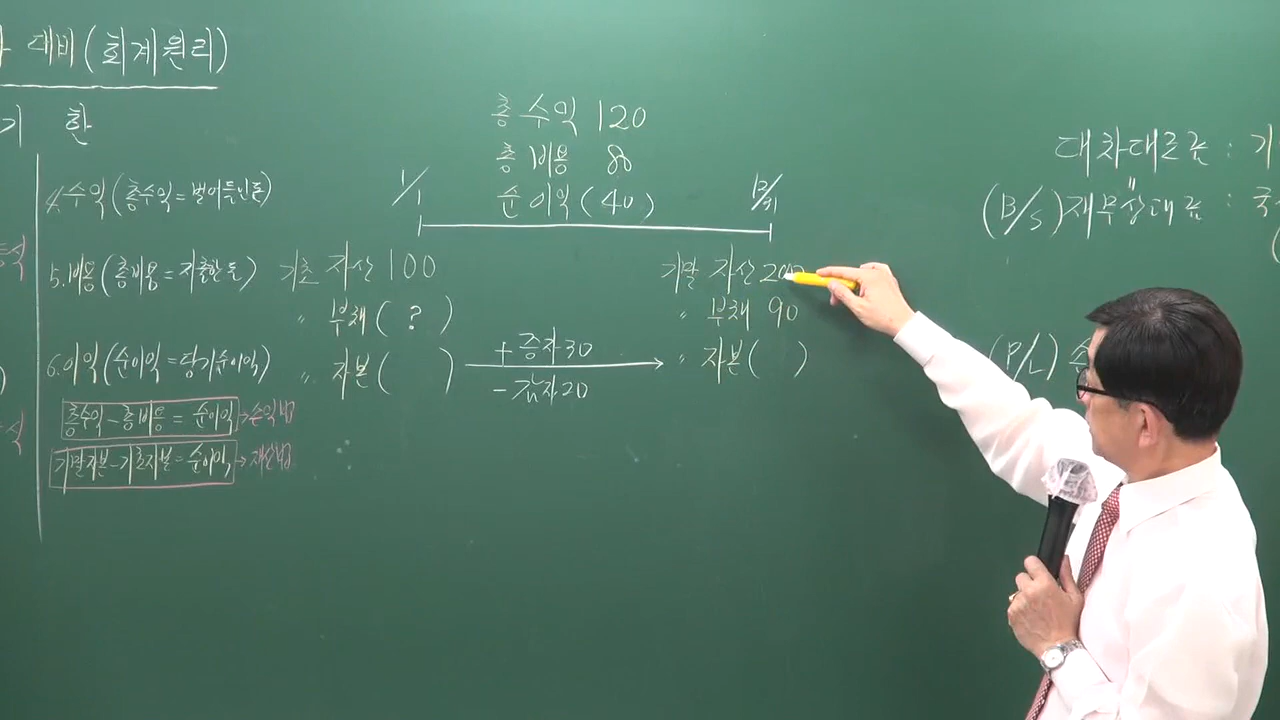 대비(회계원리)
기 한
4.수익(총수익=벌어들인돈)
5.비용(총비용=지출한돈)
6.이익(순이익=당기순이익)
총수익-총비용=순이익→손익법
기말자본-기초자본=순이익→재산법
총수익 120
총비용 80
순이익(40)
1/1
12/31
기초 자산 100
" 부채( ? )
" 자본( )
+증자30
-감자20
기말 자산 200
" 부채 90
" 자본( )
대차대조표 : 기
"
(B/S)재무상태표 : 국
(P/L)